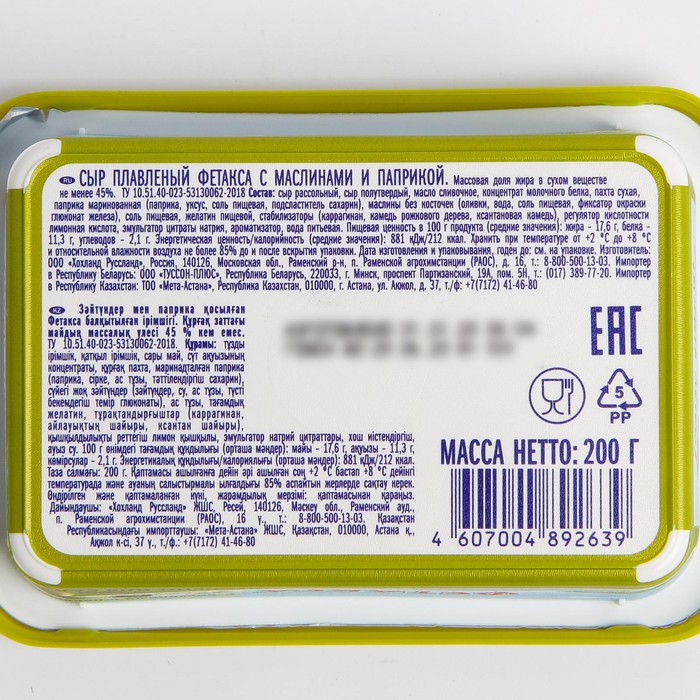 RU СЫР ПЛАВЛЕНЫЙ ФЕТАКСА С МАСЛИНАМИ И ПАПРИКОЙ. Массовая доля жира в сухом веществе
не менее 45%. ТУ 10.51.40-023-53130062-2018 Состав: сыр рассольный, сыр полутвердый, масло сливочное, концентрат молочного белка, пахта сухая,
паприка маринованная (паприка, уксус, соль пищевая, подсластитель сахарин), маслины без косточки (оливки, вода, соль пищевая, фиксатор окраски
глюконат железа), соль пищевая, желатин пищевой, стабилизаторы (каррагинан, камедь рожкового дерева, ксантановая камедь), регулятор кислотности
лимонная кислота, эмульгатор цитраты натрия, ароматизатор, вода питьевая. Пищевая ценность в 100 г продукта (средние значения): жира - 17,6 г, белка -
11,3 г, углеводов - 2,1 г. Энергетическая ценность/калорийность (средние значения): 881 кДж/212 ккал. Хранить при температуре от +2 °С до +8 °С
и относительной влажности воздуха не более 85% до и после вскрытия упаковки. Дата изготовления и упаковывания, годен до: см. на упаковке. Изготовитель:
ООО «Хохланд Руссланд», Россия, 140126, Московская обл., Раменский р-н, п. Раменской агрохимстанции (РАОС), д. 16, т.: 8-800-500-13-03. Импортер
в Республику Беларусь: ООО «ТУССОН-ПЛЮС», Республика Беларусь, 220033, г. Минск, проспект Партизанский, 19А, пом. 5Н, т.: (017) 389-77-20. Импортер
в Республику Казахстан: ТОО «Мета-Астана», Республика Казахстан, 010000, г. Астана, ул. Акжол, д. 37, т./ф.: +7(7172) 41-46-80
KZ Зәйтүндер мен паприка қосылған
Фетакса балқытылған ірімшігі. Құрғақ заттағы
майдың массалық үлесі 45 % кем емес.
ТУ 10.51.40-023-53130062-2018. Құрамы: тұзды
ірімшік, қатқыл ірімшік, сары май, сүт ақуызының
концентраты, құрғақ пахта, маринадталған паприка
(паприка, сірке, ас тұзы, тәттілендіргіш сахарин),
сүйегі жоқ зәйтүндер (зәйтүндер, су, ас тұзы, түсті
бекемдегіш темір глюконаты), ас тұзы, тағамдық
желатин, тұрақтандырғыштар (каррагинан,
айлауықтың шайыры, ксантан шайыры),
қышқылдылықты реттегіш лимон қышқылы, эмульгатор натрий цитраттары, хош иістендіргіш,
ауыз су. 100 г өнімдегі тағамдық құндылығы (орташа мәндер): майы - 17,6 г, ақуызы - 11,3 г,
көмірсулар - 2,1 г. Энергетикалық құндылығы/калориялығы (орташа мәндер): 881 кДж/212 ккал.
Таза салмағы: 200 г. Қаптамасы ашылғанға дейін әрі ашылған соң +2 °С бастап +8 °С дейінгі
температурада және ауаның салыстырмалы ылғалдығы 85% аспайтын жерлерде сақтау керек.
Өндірілген және қаптамаланған күні, жарамдылық мерзімі: қаптамасынан қараңыз.
Дайындаушы: «Хохланд Руссланд» ЖШС, Ресей, 140126, Мәскеу обл., Раменский ауд.,
п. Раменской агрохимстанции (РАОС), 16 ү., т.: 8-800-500-13-03. Қазақстан
Республикасындағы импорттаушы: «Мета-Астана» ЖШС, Қазақстан, 010000, Астана қ.,
Ақжол к-сі, 37 ү., т./ф.: +7(7172) 41-46-80
EAC
5
PP
МАССА НЕТТО: 200 Г
4 607004 892639